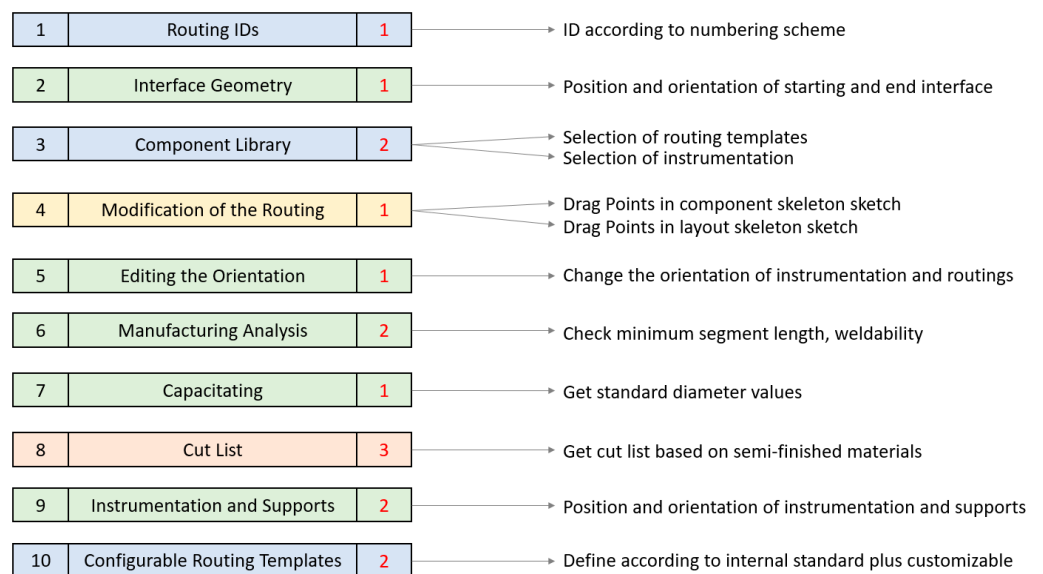 1 Routing IDs 1 ID according to numbering scheme
2 Interface Geometry 1 Position and orientation of starting and end interface
3 Component Library 2 Selection of routing templates
Selection of instrumentation
4 Modification of the Routing 1 Drag Points in component skeleton sketch
Drag Points in layout skeleton sketch
5 Editing the Orientation 1 Change the orientation of instrumentation and routings
6 Manufacturing Analysis 2 Check minimum segment length, weldability
7 Capacitating 1 Get standard diameter values
8 Cut List 3 Get cut list based on semi-finished materials
9 Instrumentation and Supports 2 Position and orientation of instrumentation and supports
10 Configurable Routing Templates 2 Define according to internal standard plus customizable